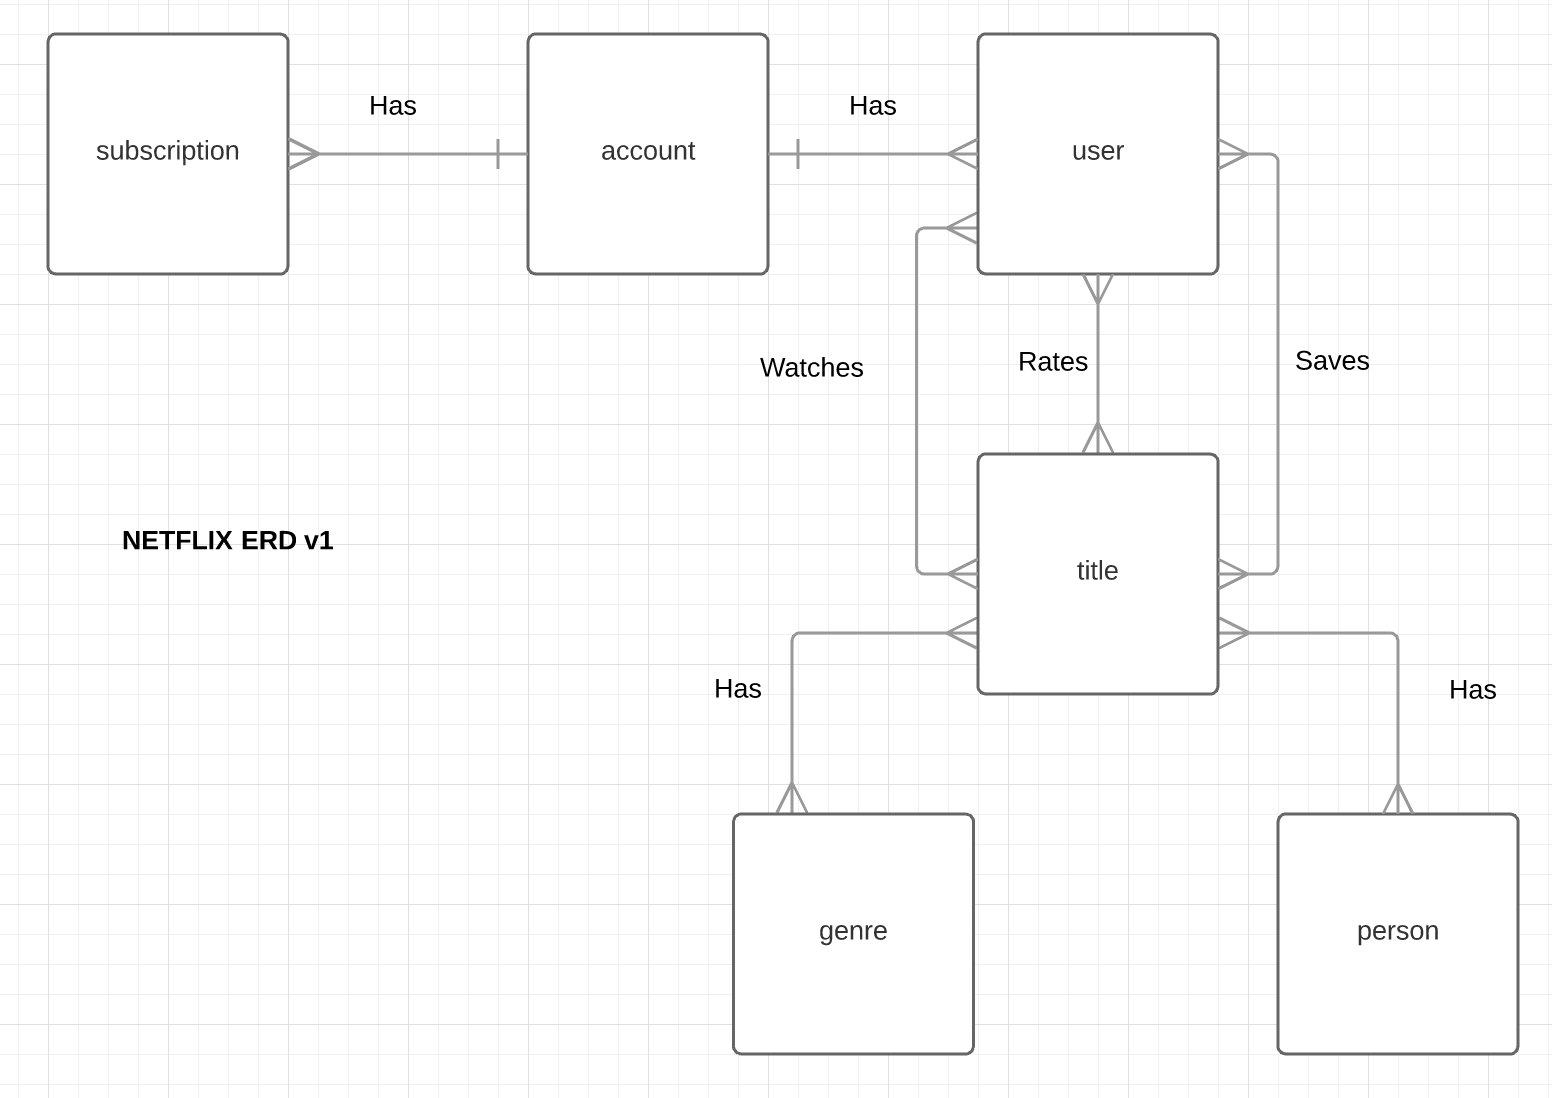 Has
Has
subscription
account
user
Watches
Rates
Saves
NETFLIX ERD v1
title
Has
Has
genre
person